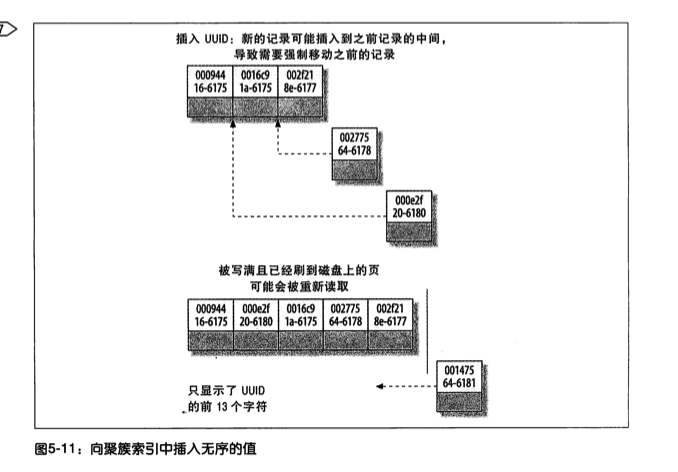 7
插入 UUID：新的记录可能插入到之前记录的中间，
导致需要强制移动之前的记录
000944 0016c9 002f21
16-6175 1a-6175 8e-6177
002775
64-6178
000e2f
20-6180
被写满且已经刷到磁盘上的页
可能会被重新读取
000944 000e2f 0016c9 002775 002f21
16-6175 20-6180 1a-6175 64-6178 8e-6177
001475
64-6181
只显示了 UUID
的前 13 个字符
图5-11：向聚簇索引中插入无序的值